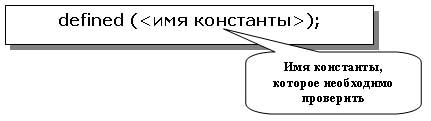 defined (<имя константы>);
Имя константы,
которое необходимо
проверить